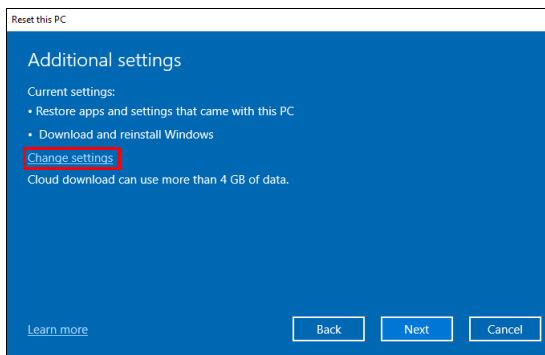 Reset this PC
Additional settings
Current settings:
• Restore apps and settings that came with this PC
• Download and reinstall Windows
Change settings
Cloud download can use more than 4 GB of data.
Learn more
Back
Next
Cancel